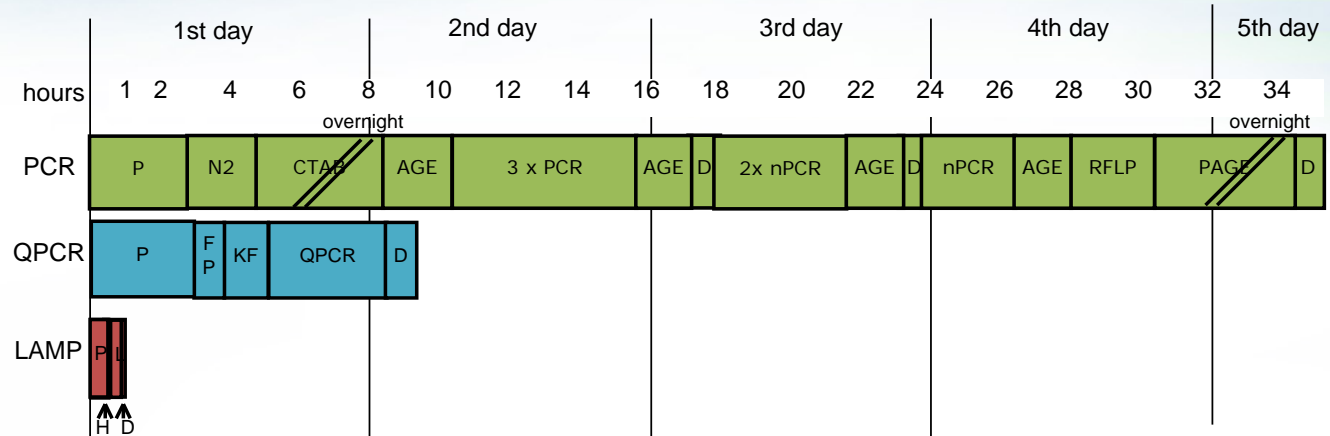 1st day 2nd day 3rd day 4th day 5th day
hours 1 2 4 6 8 10 12 14 16 18 20 22 24 26 28 30 32 34
overnight overnight
PCR P N2 CTAB AGE 3 x PCR AGE D 2x nPCR AGE D nPCR AGE RFLP PAGE D
QPCR P FP KF QPCR D
LAMP P L
H D